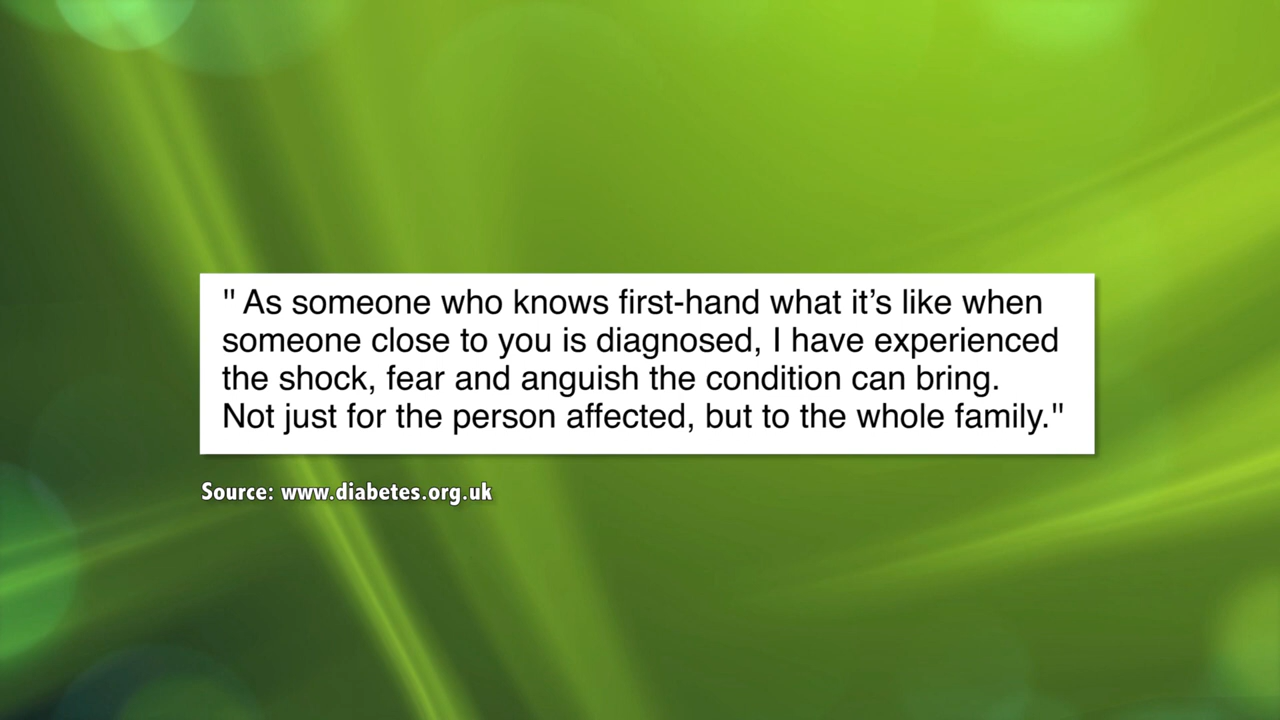 " As someone who knows first-hand what it’s like when
someone close to you is diagnosed, I have experienced
the shock, fear and anguish the condition can bring.
Not just for the person affected, but to the whole family."
Source: www.diabetes.org.uk